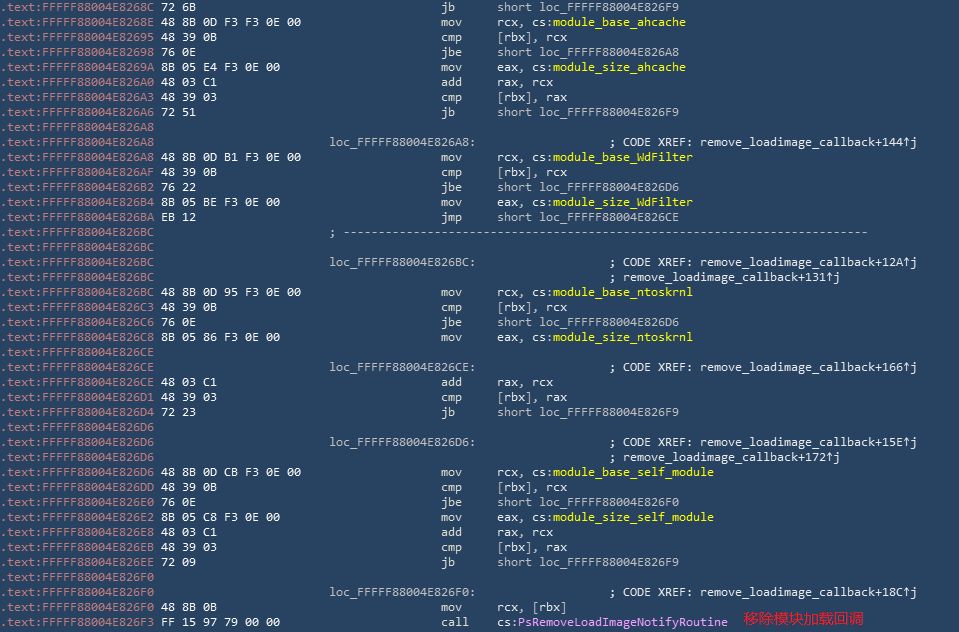 .text:FFFFF88004E8268C 72 6B jb short loc_FFFFF88004E826F9
.text:FFFFF88004E8268E 48 8B 0D F3 F3 0E 00 mov rcx, cs:module_base_ahcache
.text:FFFFF88004E82695 48 39 0B cmp [rbx], rcx
.text:FFFFF88004E82698 76 0E jbe short loc_FFFFF88004E826A8
.text:FFFFF88004E8269A 8B 05 E4 F3 0E 00 mov eax, cs:module_size_ahcache
.text:FFFFF88004E826A0 48 03 C1 add rax, rcx
.text:FFFFF88004E826A3 48 39 03 cmp [rbx], rax
.text:FFFFF88004E826A6 72 51 jb short loc_FFFFF88004E826F9
.text:FFFFF88004E826A8
.text:FFFFF88004E826A8 loc_FFFFF88004E826A8: ; CODE XREF: remove_loadimage_callback+144↑j
.text:FFFFF88004E826A8 48 8B 0D B1 F3 0E 00 mov rcx, cs:module_base_WdFilter
.text:FFFFF88004E826AF 48 39 0B cmp [rbx], rcx
.text:FFFFF88004E826B2 76 22 jbe short loc_FFFFF88004E826D6
.text:FFFFF88004E826B4 8B 05 BE F3 0E 00 mov eax, cs:module_size_WdFilter
.text:FFFFF88004E826BA EB 12 jmp short loc_FFFFF88004E826CE
.text:FFFFF88004E826BC ; ---------------------------------------------------------------------------
.text:FFFFF88004E826BC
.text:FFFFF88004E826BC loc_FFFFF88004E826BC: ; CODE XREF: remove_loadimage_callback+12A↑j
.text:FFFFF88004E826BC ; remove_loadimage_callback+131↑j
.text:FFFFF88004E826BC 48 8B 0D 95 F3 0E 00 mov rcx, cs:module_base_ntoskrnl
.text:FFFFF88004E826C3 48 39 0B cmp [rbx], rcx
.text:FFFFF88004E826C6 76 0E jbe short loc_FFFFF88004E826D6
.text:FFFFF88004E826C8 8B 05 86 F3 0E 00 mov eax, cs:module_size_ntoskrnl
.text:FFFFF88004E826CE
.text:FFFFF88004E826CE loc_FFFFF88004E826CE: ; CODE XREF: remove_loadimage_callback+166↑j
.text:FFFFF88004E826CE 48 03 C1 add rax, rcx
.text:FFFFF88004E826D1 48 39 03 cmp [rbx], rax
.text:FFFFF88004E826D4 72 23 jb short loc_FFFFF88004E826F9
.text:FFFFF88004E826D6
.text:FFFFF88004E826D6 loc_FFFFF88004E826D6: ; CODE XREF: remove_loadimage_callback+15E↑j
.text:FFFFF88004E826D6 ; remove_loadimage_callback+172↑j
.text:FFFFF88004E826D6 48 8B 0D CB F3 0E 00 mov rcx, cs:module_base_self_module
.text:FFFFF88004E826DD 48 39 0B cmp [rbx], rcx
.text:FFFFF88004E826E0 76 0E jbe short loc_FFFFF88004E826F0
.text:FFFFF88004E826E2 8B 05 C8 F3 0E 00 mov eax, cs:module_size_self_module
.text:FFFFF88004E826E8 48 03 C1 add rax, rcx
.text:FFFFF88004E826EB 48 39 03 cmp [rbx], rax
.text:FFFFF88004E826EE 72 09 jb short loc_FFFFF88004E826F9
.text:FFFFF88004E826F0
.text:FFFFF88004E826F0 loc_FFFFF88004E826F0: ; CODE XREF: remove_loadimage_callback+18C↑j
.text:FFFFF88004E826F0 48 8B 0B mov rcx, [rbx]
.text:FFFFF88004E826F3 FF 15 97 79 00 00 call cs:PsRemoveLoadImageNotifyRoutine 移除模块加载回调